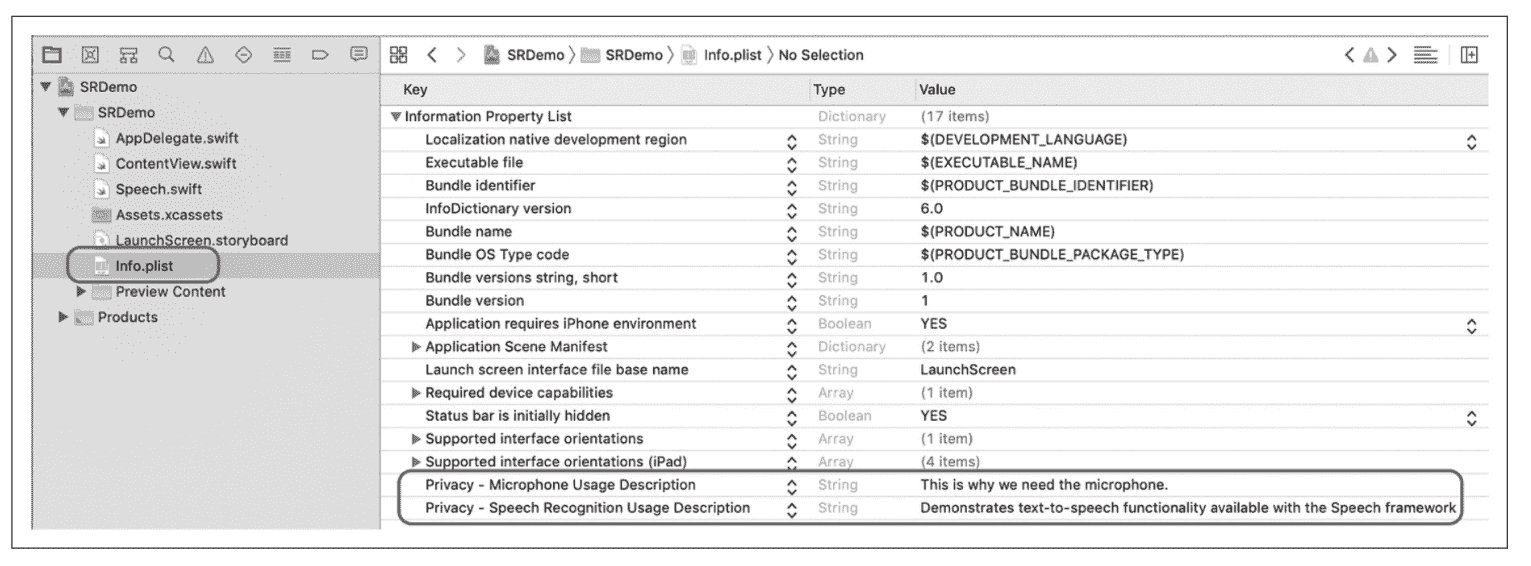 SRDemo 〉 SRDemo 〉 Info.plist 〉 No Selection
SRDemo
SRDemo
AppDelegate.swift
ContentView.swift
Speech.swift
Assets.xcassets
LaunchScreen.storyboard
Info.plist
Preview Content
Products
Key Type Value
Information Property List Dictionary (17 items)
Localization native development region String $(DEVELOPMENT_LANGUAGE)
Executable file String $(EXECUTABLE_NAME)
Bundle identifier String $(PRODUCT_BUNDLE_IDENTIFIER)
InfoDictionary version String 6.0
Bundle name String $(PRODUCT_NAME)
Bundle OS Type code String $(PRODUCT_BUNDLE_PACKAGE_TYPE)
Bundle versions string, short String 1.0
Bundle version String 1
Application requires iPhone environment Boolean YES
Application Scene Manifest Dictionary (2 items)
Launch screen interface file base name String LaunchScreen
Required device capabilities Array (1 item)
Status bar is initially hidden Boolean YES
Supported interface orientations Array (1 item)
Supported interface orientations (iPad) Array (4 items)
Privacy - Microphone Usage Description String This is why we need the microphone.
Privacy - Speech Recognition Usage Description String Demonstrates text-to-speech functionality available with the Speech framework